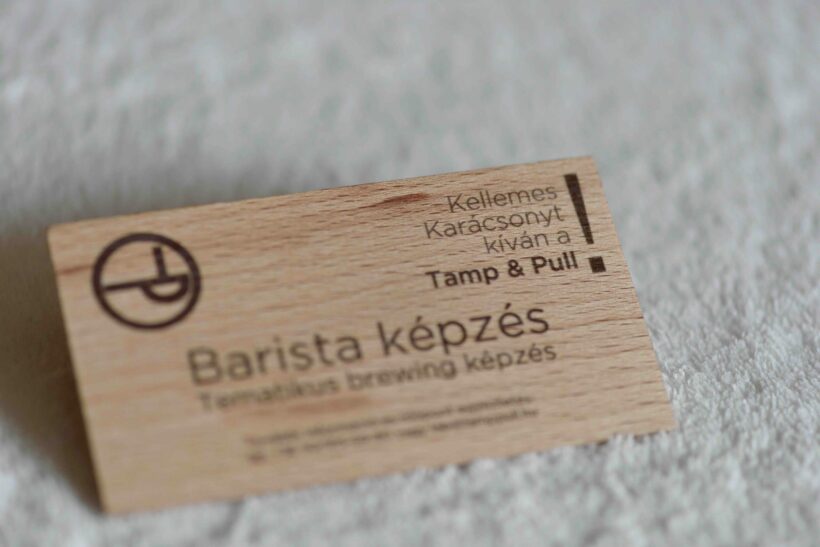 Kellemes
Karácsonyt
kíván a
Tamp & Pull!
Barista képzés
Tematikus brewing képzés